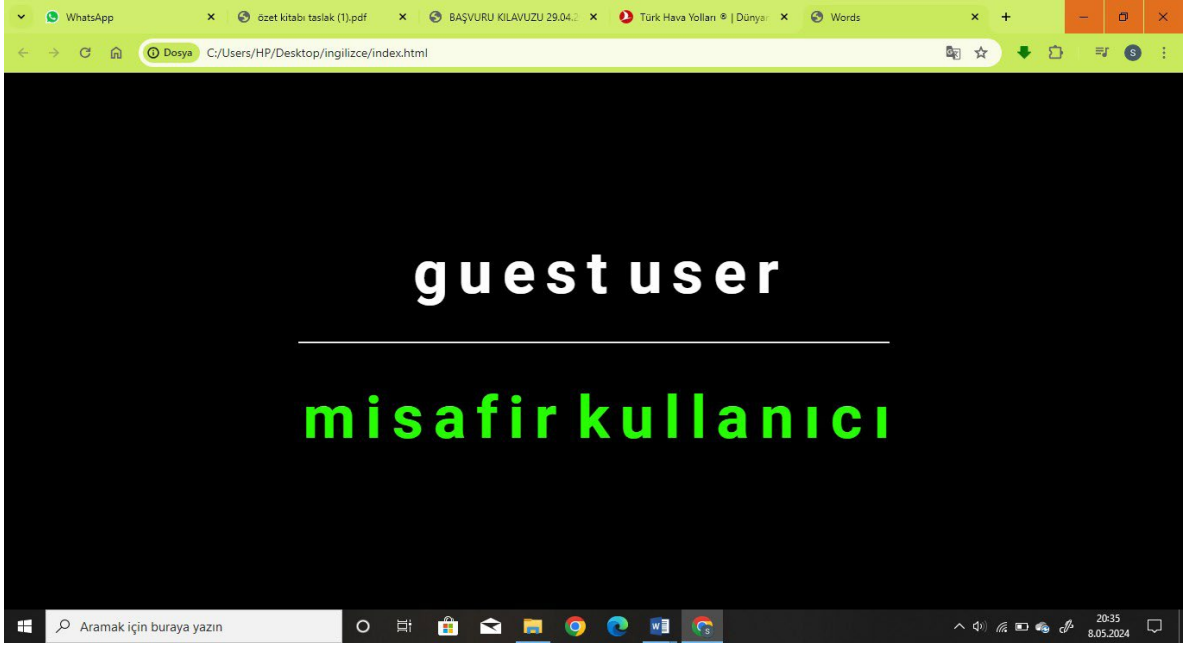 WhatsApp
özet kitabı taslak (1).pdf
BAŞVURU KILAVUZU 29.04.2
Türk Hava Yolları ® | Dünya
Words
Dosya
C:/Users/HP/Desktop/ingilizce/index.html
S
guest user
misafir kullanıcı
Aramak için buraya yazın
20:35
8.05.2024